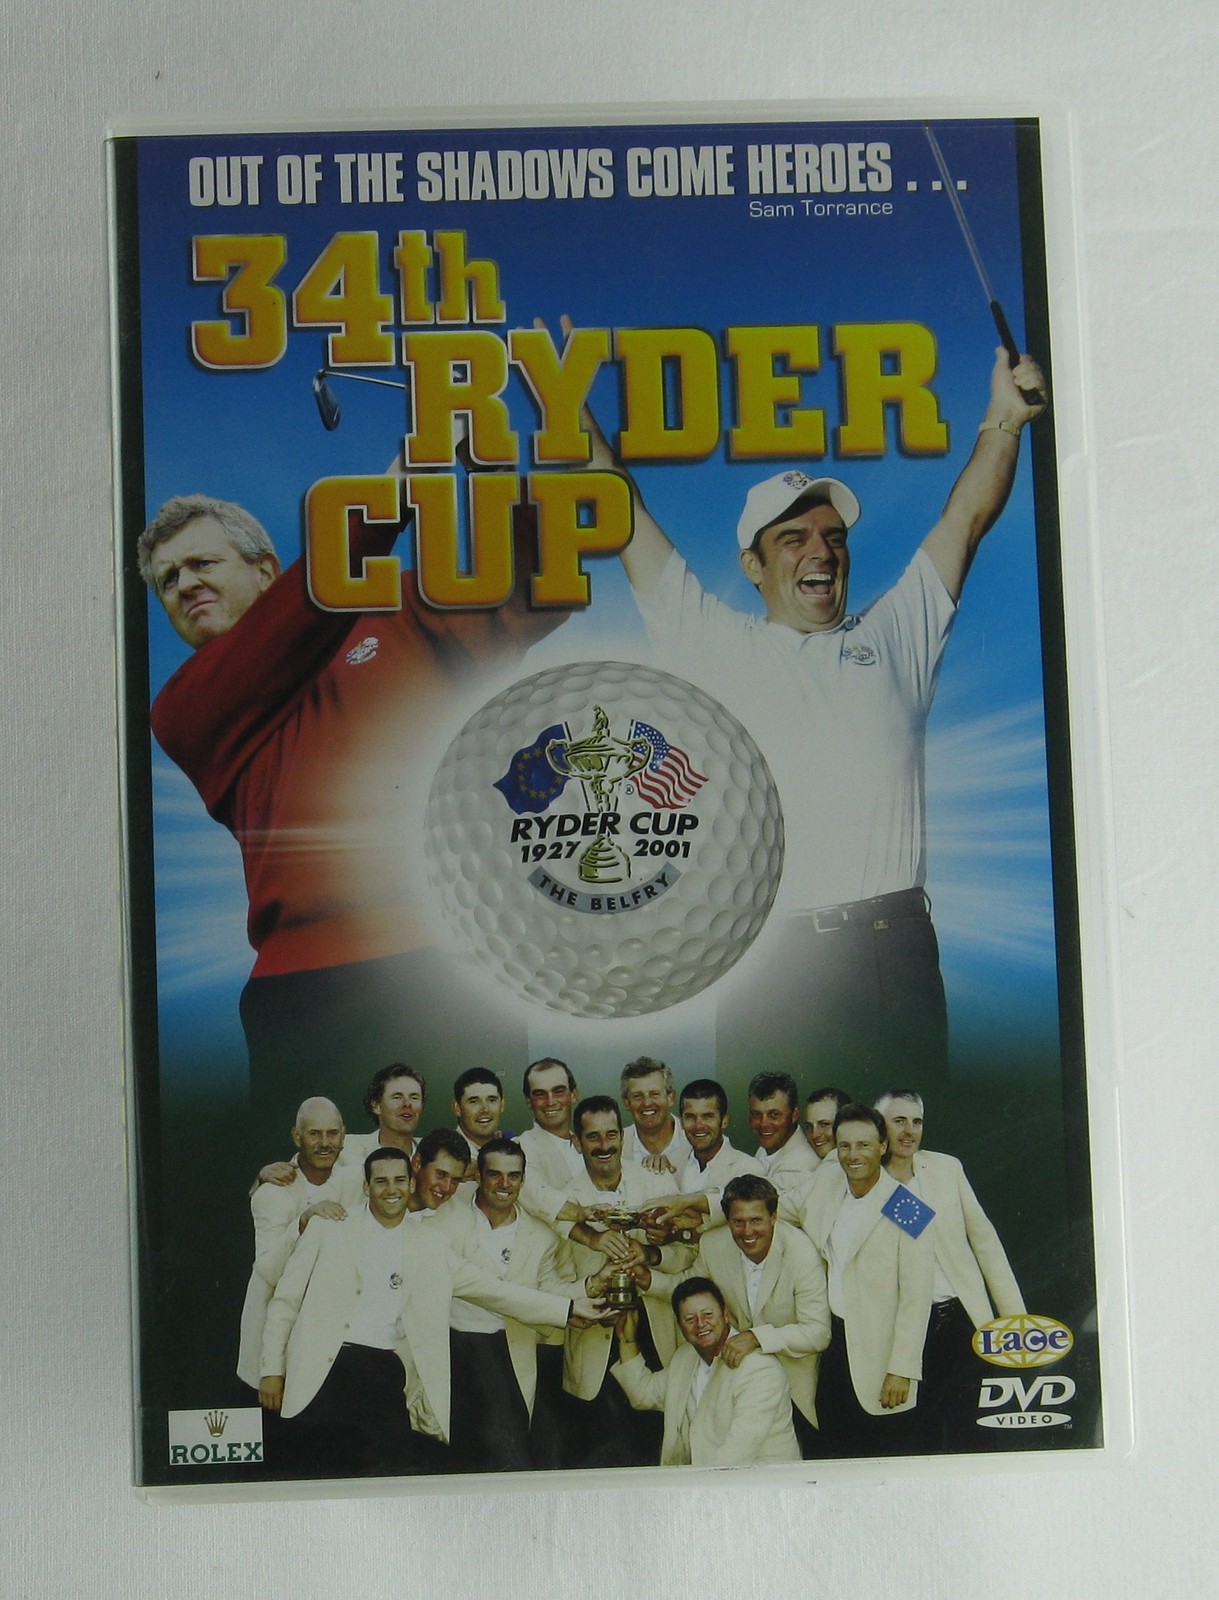 OUT OF THE SHADOWS COME HEROES . . .
Sam Torrance
34th
RYDER
CUP
®
RYDER CUP
1927 2001
THE BELFRY
Lace
DVD
VIDEO
TM
ROLEX